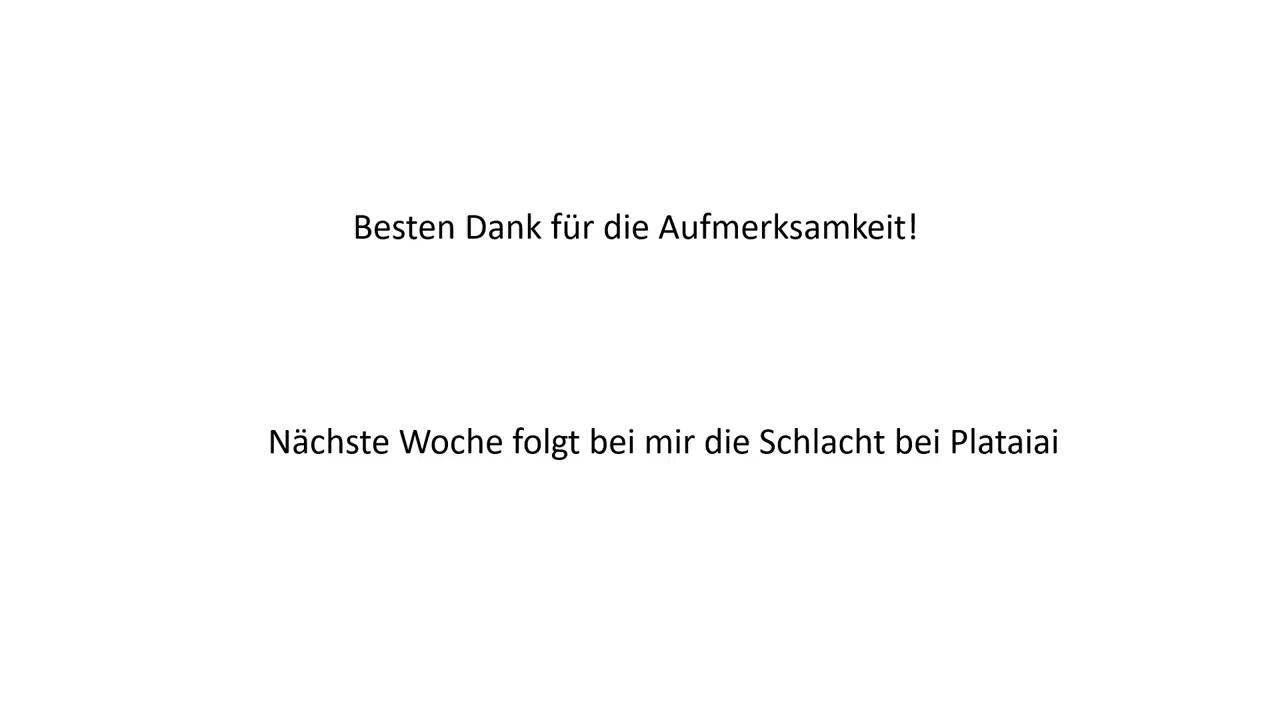 Besten Dank für die Aufmerksamkeit!
Nächste Woche folgt bei mir die Schlacht bei Plataiai